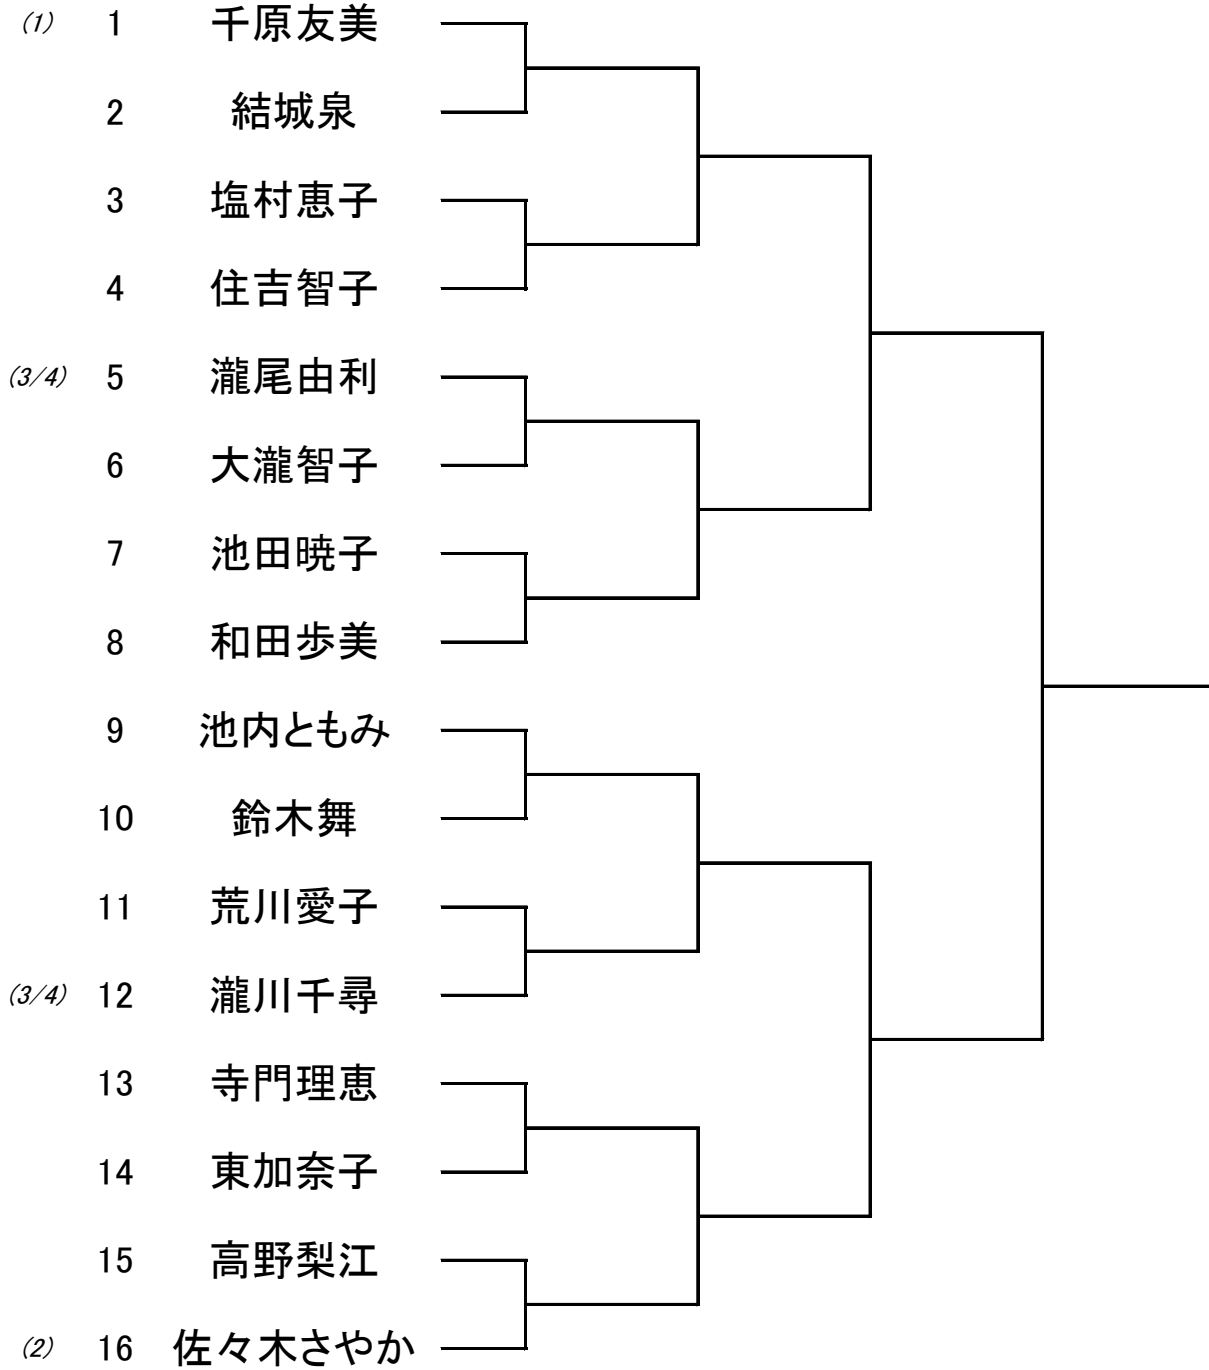 (1) 1 千原友美
2 結城泉
3 塩村恵子
4 住吉智子
(3/4) 5 瀧尾由利
6 大瀧智子
7 池田暁子
8 和田歩美
9 池内ともみ
10 鈴木舞
11 荒川愛子
(3/4) 12 瀧川千尋
13 寺門理恵
14 東加奈子
15 高野梨江
(2) 16 佐々木さやか